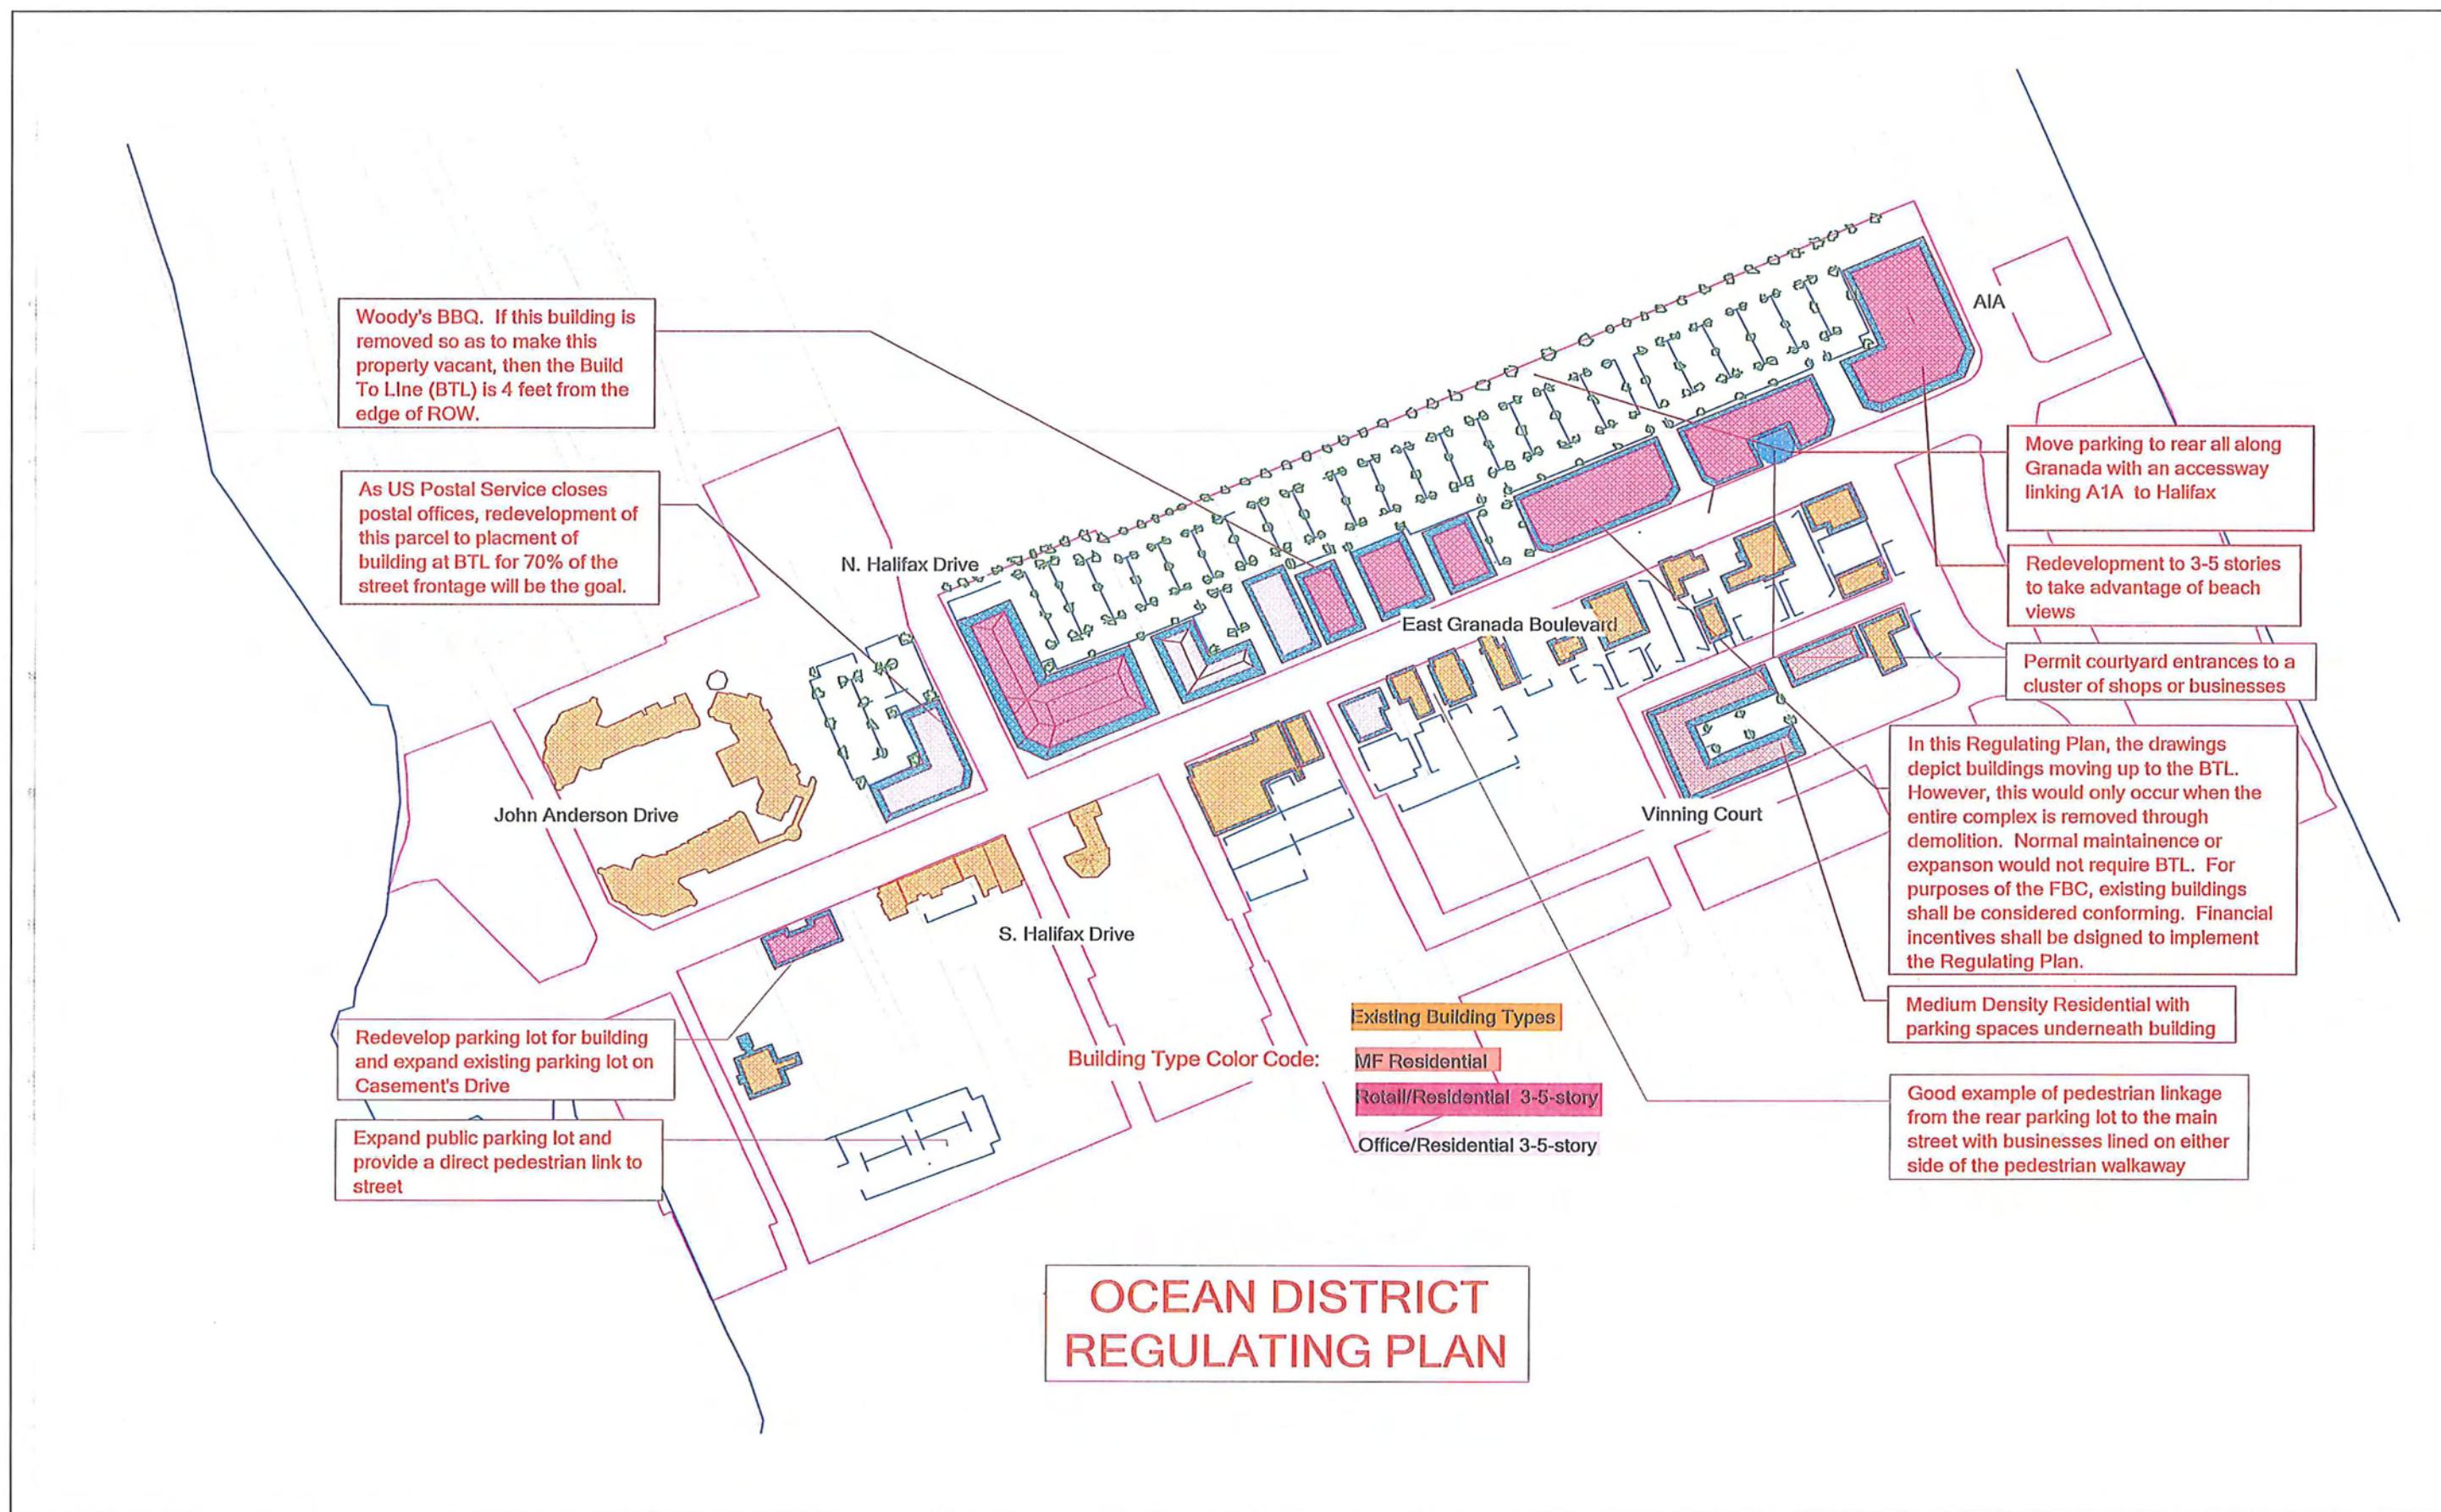 Woody's BBQ. If this building is
removed so as to make this
property vacant, then the Build
To LIne (BTL) is 4 feet from the
edge of ROW.
As US Postal Service closes
postal offices, redevelopment of
this parcel to placment of
building at BTL for 70% of the
street frontage will be the goal.
N. Halifax Drive
A1A
East Granada Boulevard
John Anderson Drive
S. Halifax Drive
Vinning Court
Move parking to rear all along
Granada with an accessway
linking A1A to Halifax
Redevelopment to 3-5 stories
to take advantage of beach
views
Permit courtyard entrances to a
cluster of shops or businesses
In this Regulating Plan, the drawings
depict buildings moving up to the BTL.
However, this would only occur when the
entire complex is removed through
demolition. Normal maintainence or
expanson would not require BTL. For
purposes of the FBC, existing buildings
shall be considered conforming. Financial
incentives shall be dsigned to implement
the Regulating Plan.
Medium Density Residential with
parking spaces underneath building
Good example of pedestrian linkage
from the rear parking lot to the main
street with businesses lined on either
side of the pedestrian walkaway
Redevelop parking lot for building
and expand existing parking lot on
Casement's Drive
Expand public parking lot and
provide a direct pedestrian link to
street
Building Type Color Code:
Existing Building Types
MF Residential
Retail/Residential 3-5-story
Office/Residential 3-5-story
OCEAN DISTRICT
REGULATING PLAN